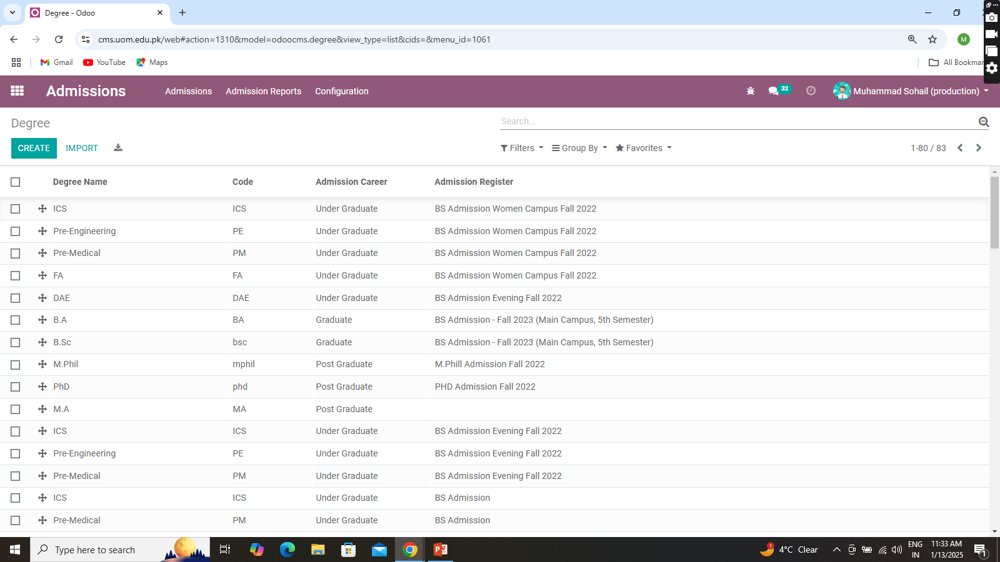 Degree - Odoo
cms.uom.edu.pk/web#action=1310&model=odoocms.degree&view_type=list&cids=&menu_id=1061
M
Gmail YouTube Maps All Bookmar
Admissions Admissions Admission Reports Configuration 32 Muhammad Sohail (production)
Degree Search...
CREATE IMPORT Filters Group By Favorites 1-80 / 83
Degree Name Code Admission Career Admission Register
ICS ICS Under Graduate BS Admission Women Campus Fall 2022
Pre-Engineering PE Under Graduate BS Admission Women Campus Fall 2022
Pre-Medical PM Under Graduate BS Admission Women Campus Fall 2022
FA FA Under Graduate BS Admission Women Campus Fall 2022
DAE DAE Under Graduate BS Admission Evening Fall 2022
B.A BA Graduate BS Admission - Fall 2023 (Main Campus, 5th Semester)
B.Sc bsc Graduate BS Admission - Fall 2023 (Main Campus, 5th Semester)
M.Phil mphil Post Graduate M.Phill Admission Fall 2022
PhD phd Post Graduate PHD Admission Fall 2022
M.A MA Post Graduate
ICS ICS Under Graduate BS Admission Evening Fall 2022
Pre-Engineering PE Under Graduate BS Admission Evening Fall 2022
Pre-Medical PM Under Graduate BS Admission Evening Fall 2022
ICS ICS Under Graduate BS Admission
Pre-Medical PM Under Graduate BS Admission
Type here to search 1 4°C Clear ENG 11:33 AM
IN 1/13/2025 1